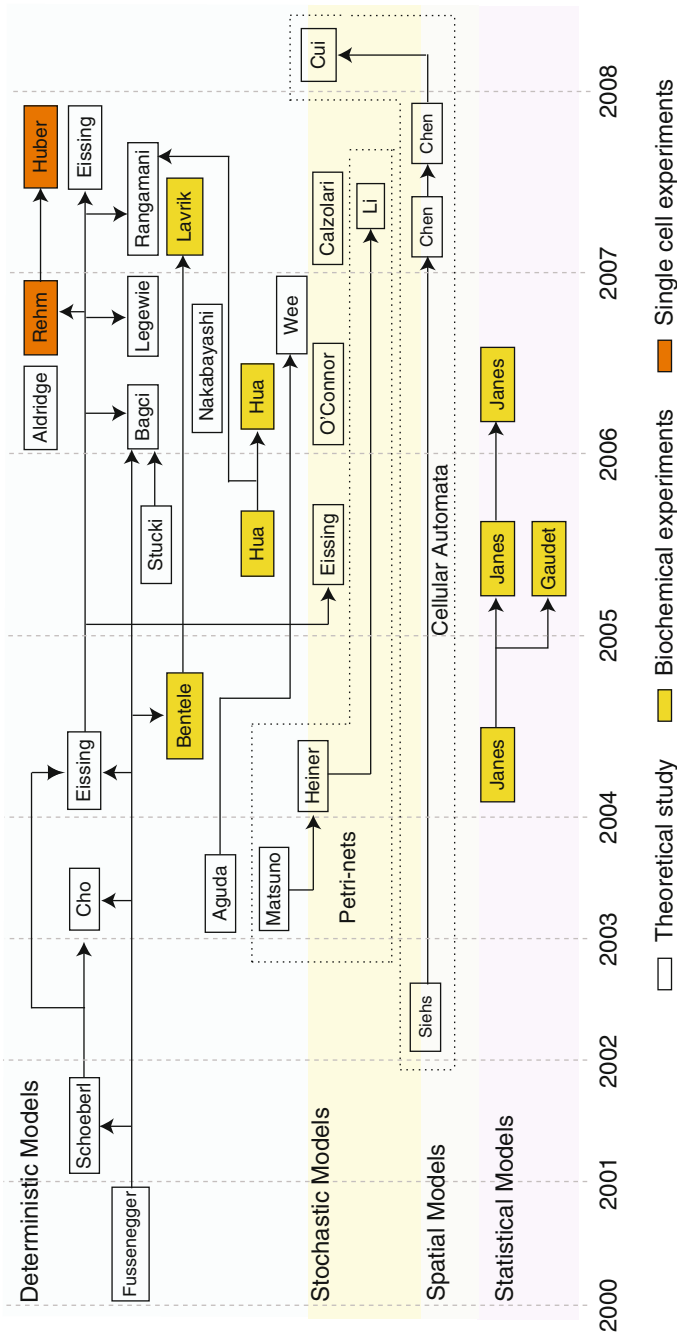 Deterministic Models
Huber
Rehm
Aldridge
Eissing
Eissing
Cho
Schoeberl
Rangamani
Legewie
Bagci
Stucki
Fussenegger
Lavrik
Bentele
Nakabayashi
Aguda
Hua
Hua
Wee
Matsuno
Stochastic Models
Calzolari
O'Connor
Eissing
Heiner
Petri-nets
Li
Cui
Spatial Models
Chen
Chen
Siehs
Cellular Automata
Statistical Models
Janes
Janes
Janes
Gaudet
2000
2001
2002
2003
2004
2005
2006
2007
2008
Theoretical study
Biochemical experiments
Single cell experiments